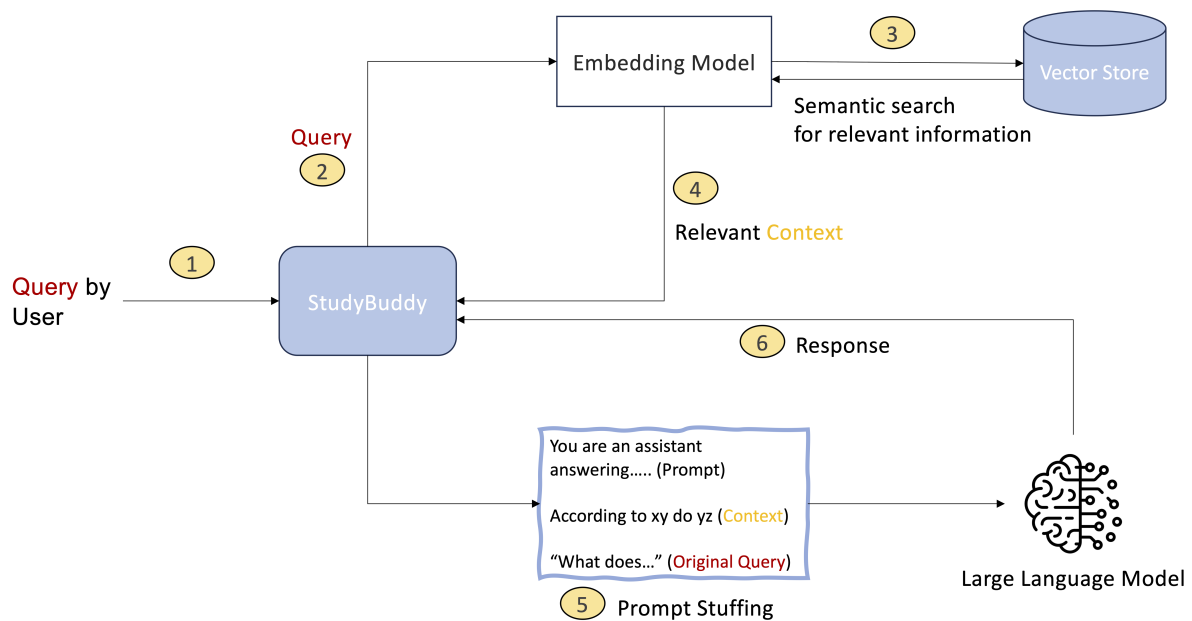 3
Embedding Model
Vector Store
Semantic search
for relevant information
Query
2
4
Relevant Context
1
Query by
User
StudyBuddy
6
Response
You are an assistant
answering..... (Prompt)
According to xy do yz (Context)
“What does...” (Original Query)
Large Language Model
5
Prompt Stuffing